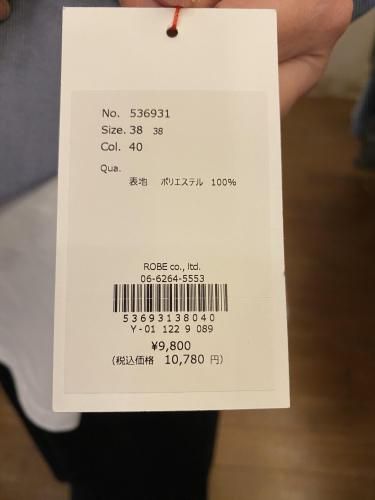 No. 536931
Size. 38 38
Col. 40
Qua.
表地 ポリエステル 100%
ROBE co., ltd.
06-6264-5553
53693138040
Y-01 122 9 089
¥9,800
(税込価格 10,780 円)